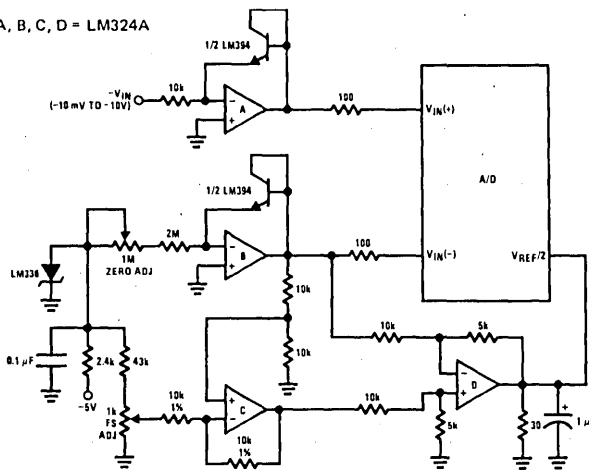 A, B, C, D = LM324A
1/2 LM394
–VIN
(–10 mV TO –10V)
10k
–
+
A
100
VIN(+)
A/D
1/2 LM394
2M
1M
ZERO ADJ
–
+
B
100
VIN(–)
VREF/2
LM336
10k
10k
10k
5k
0.1 µF
2.4k
43k
–5V
1k
FS
ADJ
10k
1%
+
–
C
10k
1%
10k
–
+
D
5k
30
+
1µ